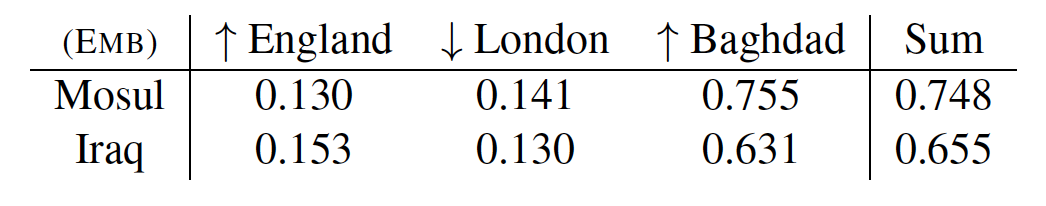 (EMB) ↑ England ↓ London ↑ Baghdad Sum
Mosul 0.130 0.141 0.755 0.748
Iraq 0.153 0.130 0.631 0.655